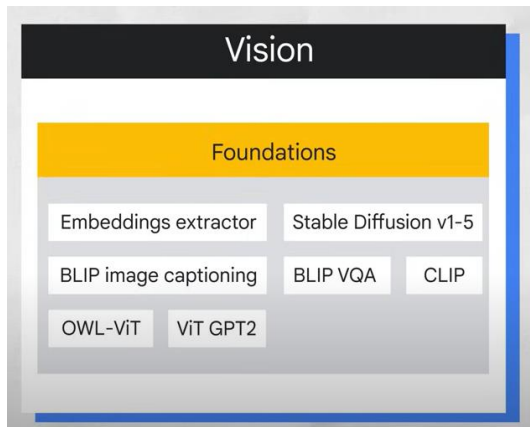 Vision
Foundations
Embeddings extractor Stable Diffusion v1-5
BLIP image captioning BLIP VQA CLIP
OWL-ViT ViT GPT2